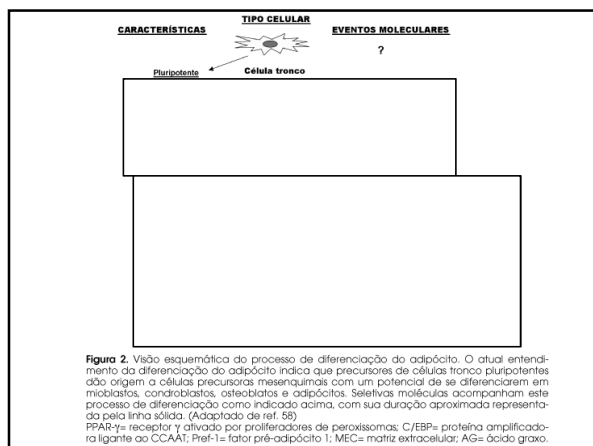 TIPO CELULAR
CARACTERÍSTICAS EVENTOS MOLECULARES
?
Pluripotente Célula tronco
Figura 2. Visão esquemática do processo de diferenciação do adipócito. O atual entendi-
mento da diferenciação do adipócito indica que precursores de células tronco pluripotentes
dão origem a células precursoras mesenquimais com um potencial de se diferenciarem em
mioblastos, condroblastos, osteoblatos e adipócitos. Seletivas moléculas acompanham este
processo de diferenciação como indicado acima, com sua duração aproximada representa-
da pela linha sólida. (Adaptado de ref. 58)
PPAR-γ= receptor γ ativado por proliferadores de peroxissomas; C/EBP= proteína amplificado-
ra ligante ao CCAAT; Pref-1= fator pré-adipócito 1; MEC= matriz extracelular; AG= ácido graxo.